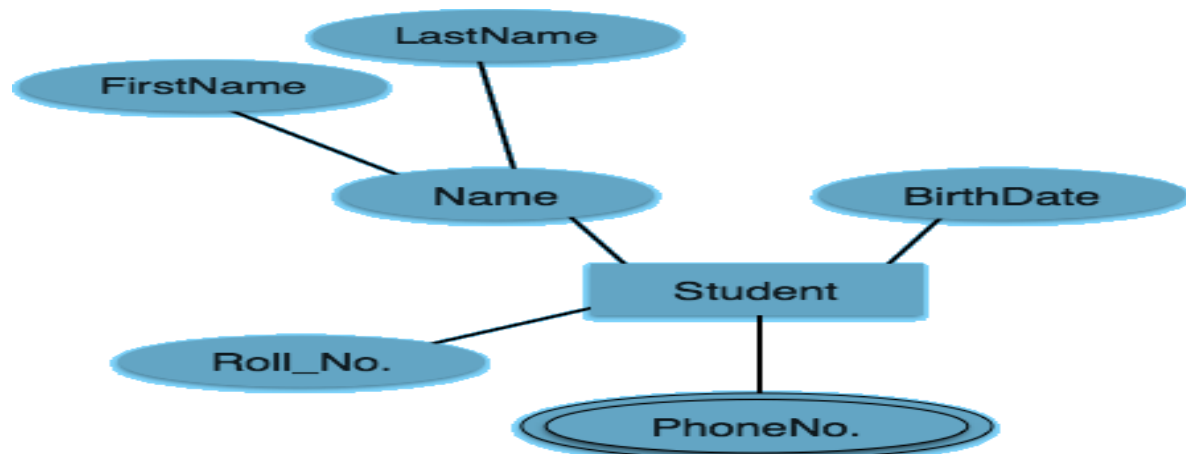 LastName
FirstName
Name
BirthDate
Student
Roll_No.
PhoneNo.